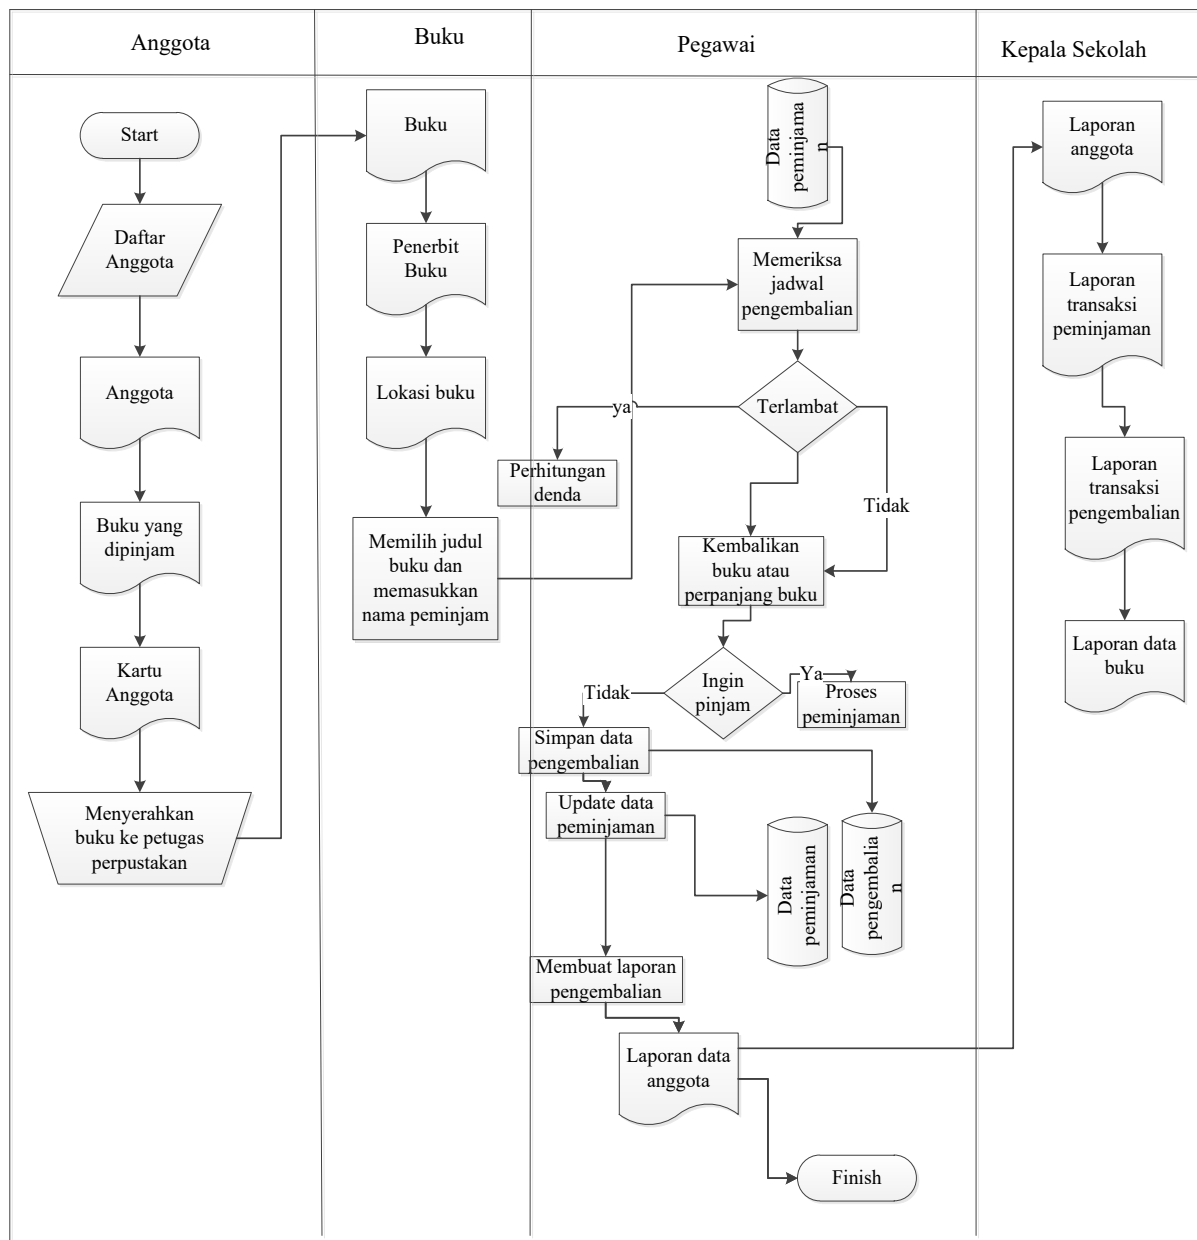 Anggota
Buku
Pegawai
Kepala Sekolah
Start
Daftar
Anggota
Anggota
Buku yang
dipinjam
Kartu
Anggota
Menyerahkan
buku ke petugas
perpustakan
Buku
Penerbit
Buku
Lokasi buku
Memilih judul
buku dan
memasukkan
nama peminjam
Data
peminjama
n
Memeriksa
jadwal
pengembalian
Terlambat
ya
Perhitungan
denda
Tidak
Kembalikan
buku atau
perpanjang buku
Ingin
pinjam
Ya
Proses
peminjaman
Tidak
Simpan data
pengembalian
Update data
peminjaman
Data
peminjaman
Data
pengembalia
n
Membuat laporan
pengembalian
Laporan data
anggota
Finish
Laporan
anggota
Laporan
transaksi
peminjaman
Laporan
transaksi
pengembalian
Laporan data
buku